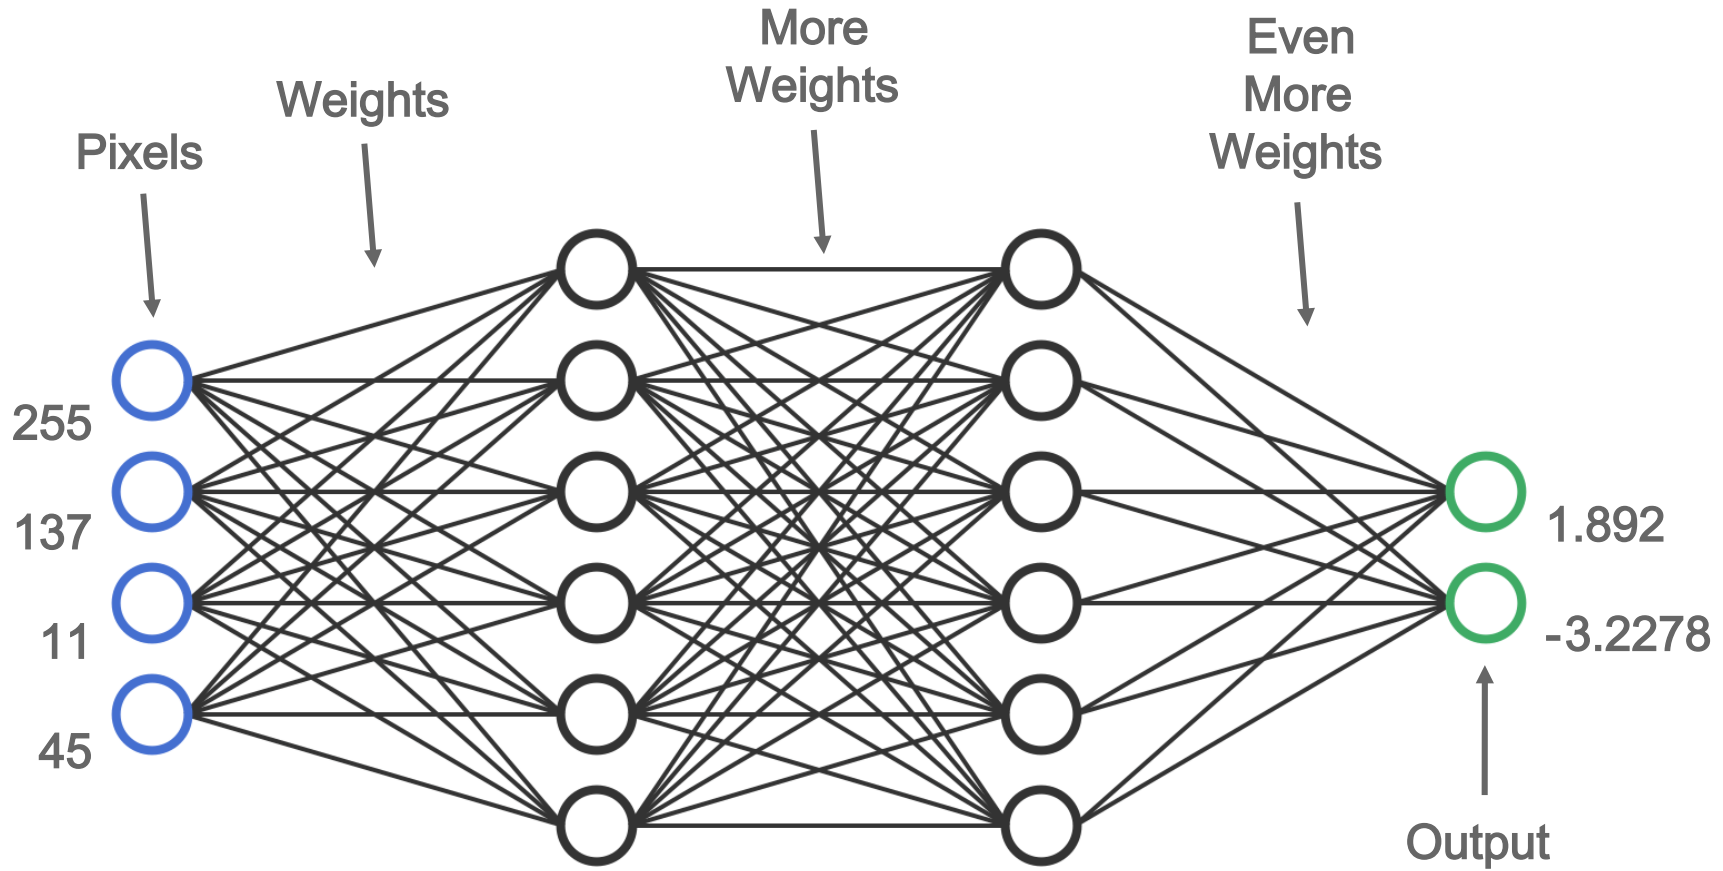 Pixels
Weights
More
Weights
Even
More
Weights
255
137
11
45
1.892
-3.2278
Output